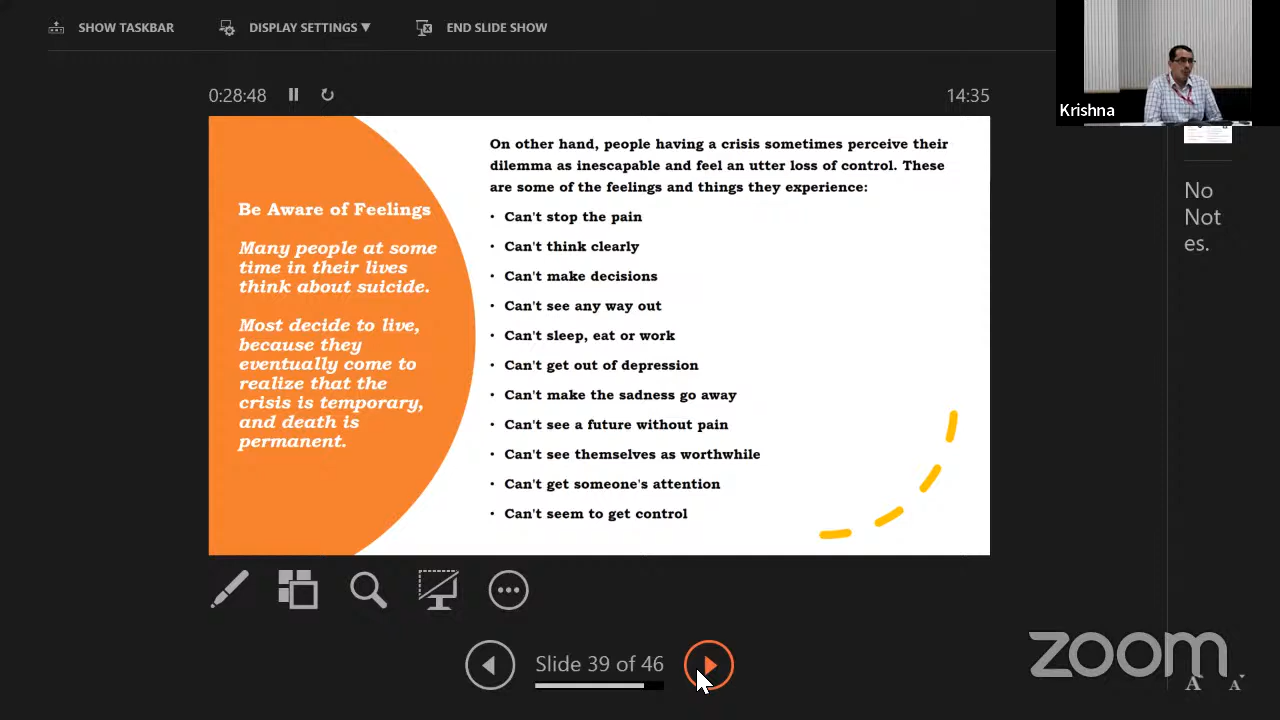 SHOW TASKBAR
DISPLAY SETTINGS ▼
END SLIDE SHOW
0:28:48
14:35
Krishna
Be Aware of Feelings
Many people at some
time in their lives
think about suicide.
Most decide to live,
because they
eventually come to
realize that the
crisis is temporary,
and death is
permanent.
On other hand, people having a crisis sometimes perceive their
dilemma as inescapable and feel an utter loss of control. These
are some of the feelings and things they experience:
• Can't stop the pain
• Can't think clearly
• Can't make decisions
• Can't see any way out
• Can't sleep, eat or work
• Can't get out of depression
• Can't make the sadness go away
• Can't see a future without pain
• Can't see themselves as worthwhile
• Can't get someone's attention
• Can't seem to get control
No
Not
es.
Slide 39 of 46
zoom
A A